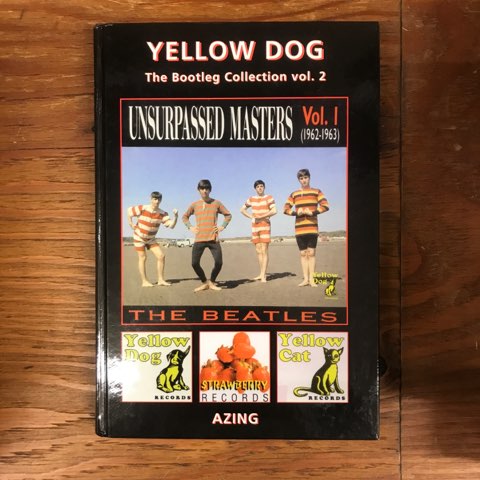 YELLOW DOG
The Bootleg Collection vol. 2
UNSURPASSED MASTERS Vol. 1
(1962-1963)
Yellow
Dog
THE BEATLES
Yellow
Dog
RECORDS
STRAWBERRY
RECORDS
Yellow
Cat
RECORDS
AZING